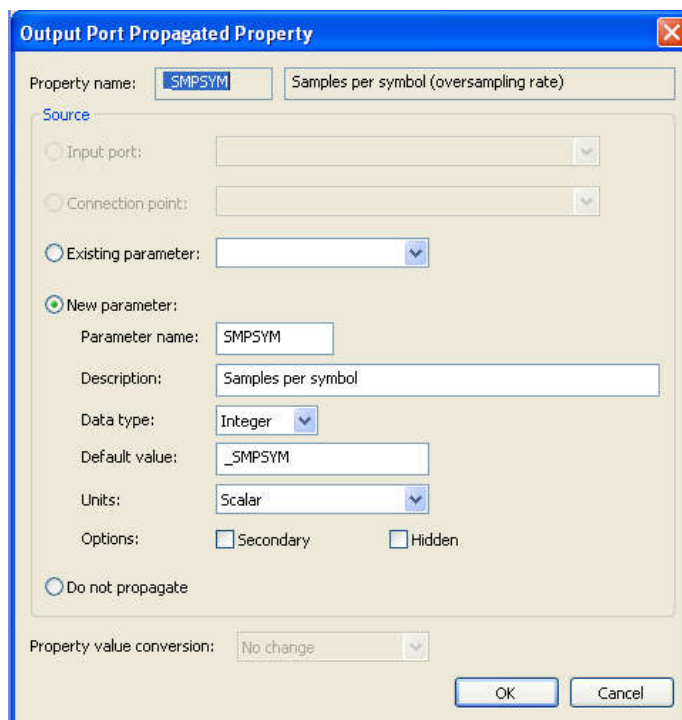 Output Port Propagated Property
Property name: _SMPSYM Samples per symbol (oversampling rate)
Source
Input port:
Connection point:
Existing parameter:
New parameter:
Parameter name: SMPSYM
Description: Samples per symbol
Data type: Integer
Default value: _SMPSYM
Units: Scalar
Options: Secondary Hidden
Do not propagate
Property value conversion: No change
OK Cancel